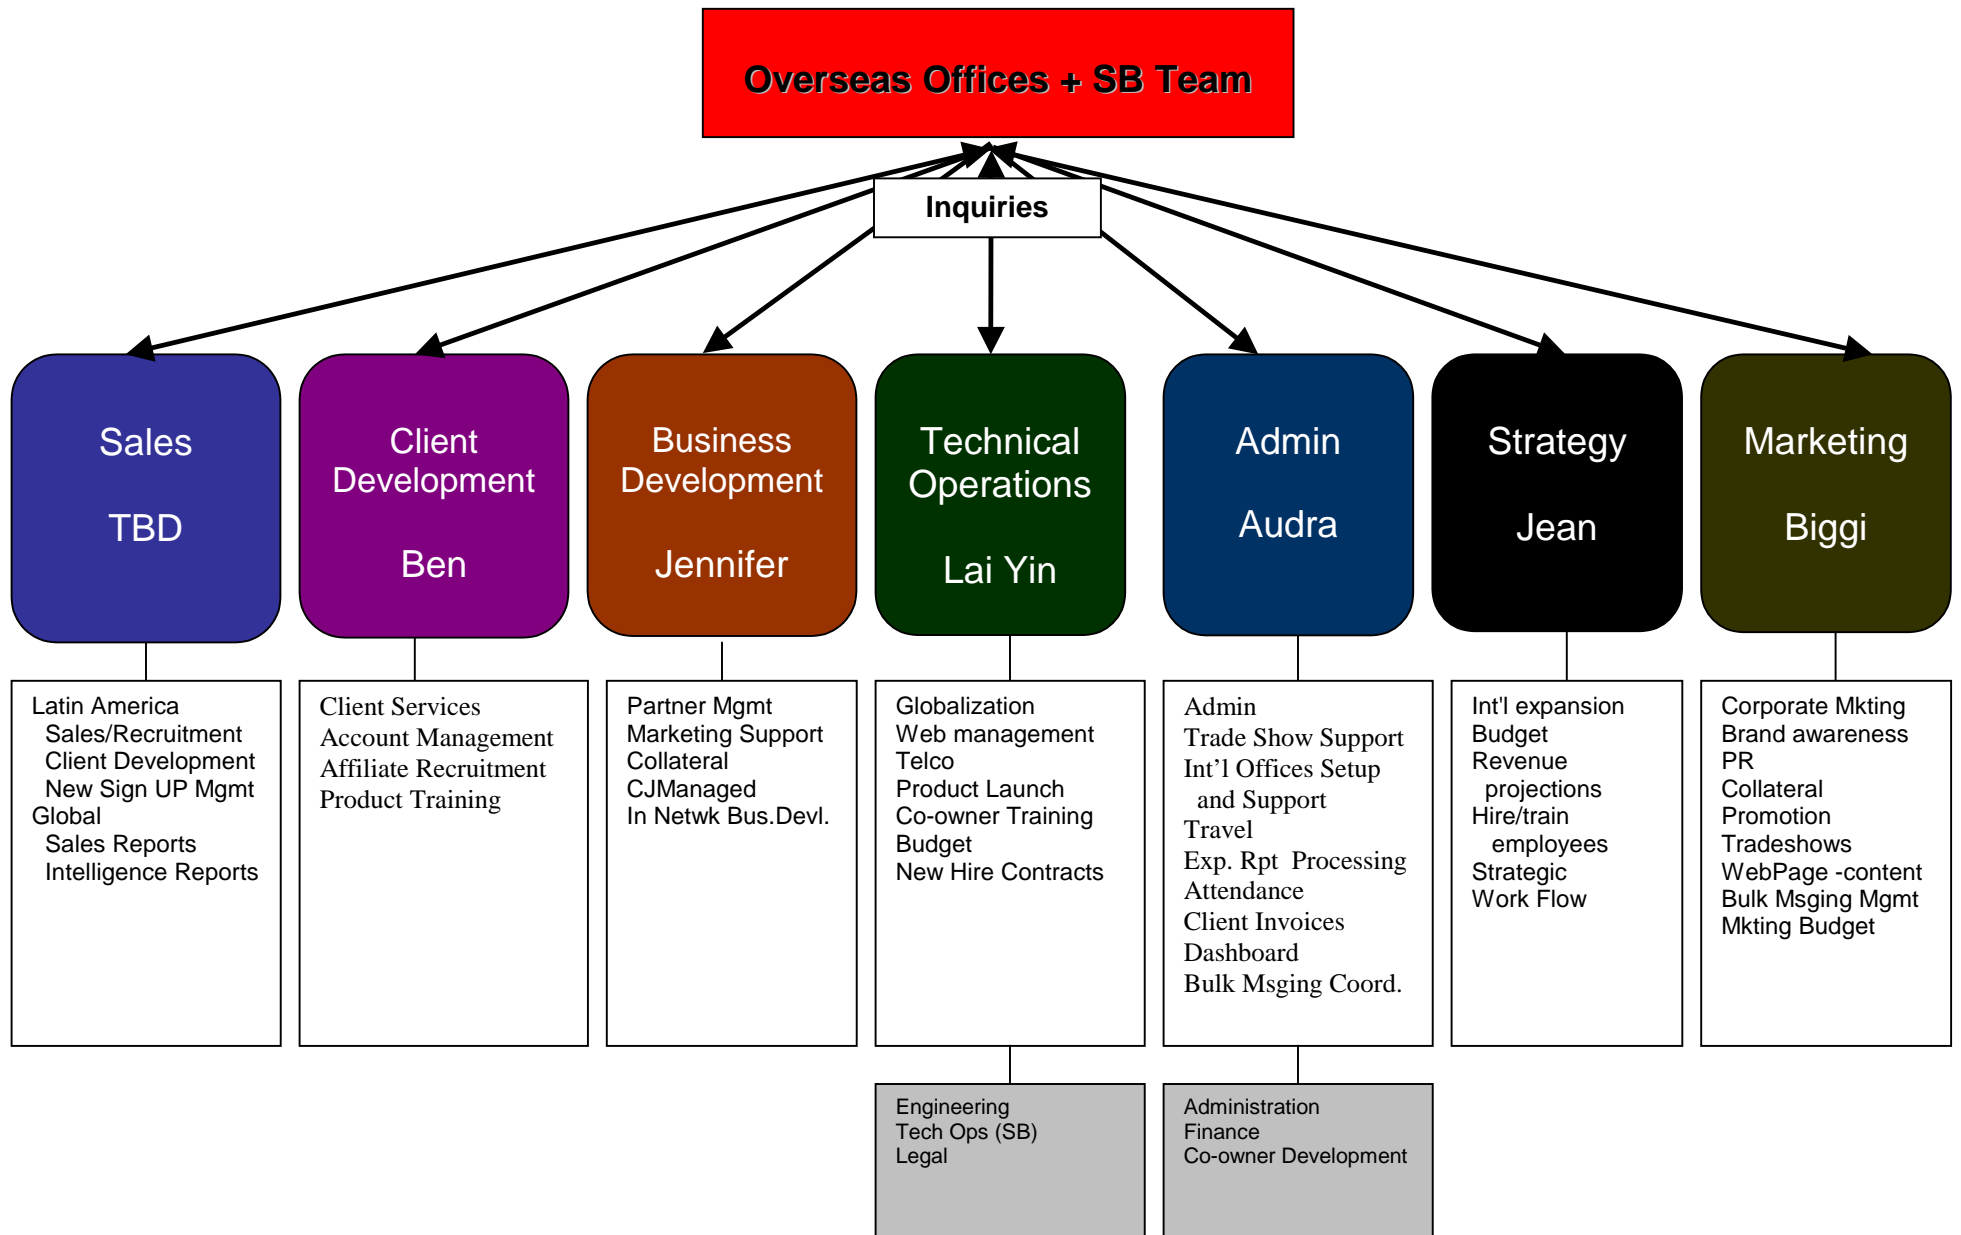 Overseas Offices + SB Team
Inquiries
Sales
TBD
Client
Development
Ben
Business
Development
Jennifer
Technical
Operations
Lai Yin
Admin
Audra
Strategy
Jean
Marketing
Biggi
Latin America
Sales/Recruitment
Client Development
New Sign UP Mgmt
Global
Sales Reports
Intelligence Reports
Client Services
Account Management
Affiliate Recruitment
Product Training
Partner Mgmt
Marketing Support
Collateral
CJManaged
In Netwk Bus.Devl.
Globalization
Web management
Telco
Product Launch
Co-owner Training
Budget
New Hire Contracts
Admin
Trade Show Support
Int’l Offices Setup
and Support
Travel
Exp. Rpt  Processing
Attendance
Client Invoices
Dashboard
Bulk Msging Coord.
Int'l expansion
Budget
Revenue
projections
Hire/train
employees
Strategic
Work Flow
Corporate Mkting
Brand awareness
PR
Collateral
Promotion
Tradeshows
WebPage -content
Bulk Msging Mgmt
Mkting Budget
Engineering
Tech Ops (SB)
Legal
Administration
Finance
Co-owner Development